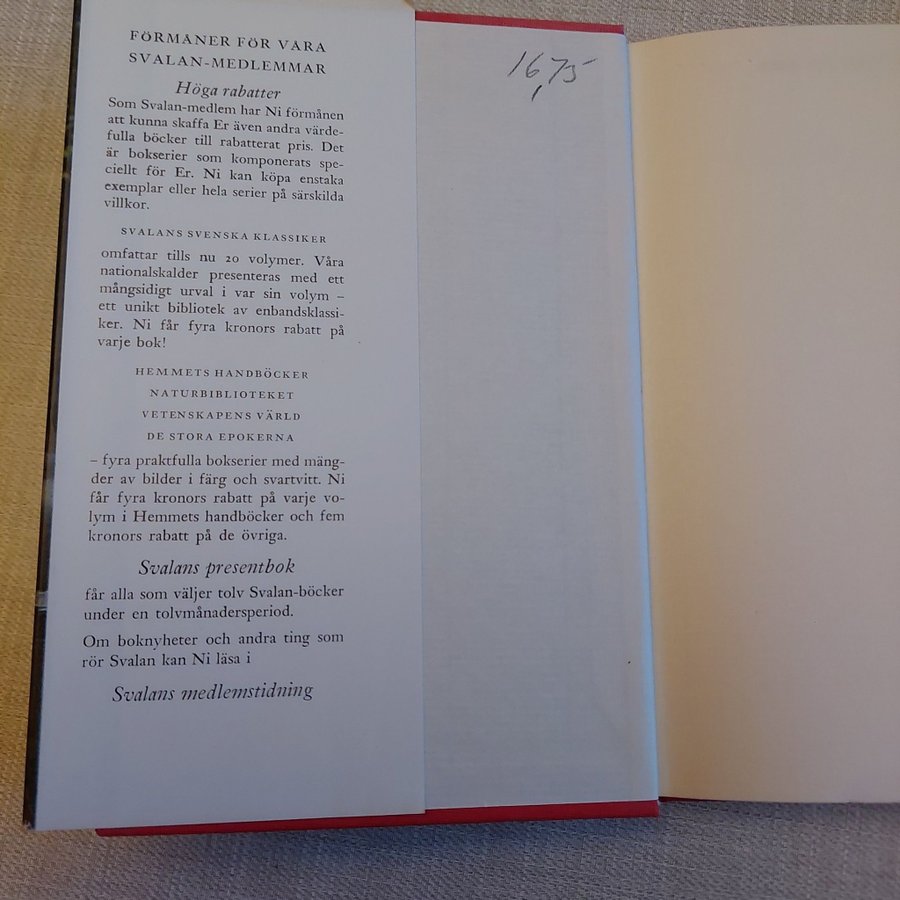 FÖRMANER FÖR VARA
SVALAN-MEDLEMMAR
Höga rabatter
Som Svalan-medlem har Ni förmånen
att kunna skaffa Er även andra värde-
fulla böcker till rabatterat pris. Det
är bokserier som komponerats spe-
ciellt för Er. Ni kan köpa enstaka
exemplar eller hela serier på särskilda
villkor.
SVALANS SVENSKA KLASSIKER
omfattar tills nu 20 volymer. Våra
nationalskalder presenteras med ett
mångsidigt urval i var sin volym –
ett unikt bibliotek av enbandsklassi-
ker. Ni får fyra kronors rabatt på
varje bok!
HEMMETS HANDBÖCKER
NATURBIBLIOTEKET
VETENSKAPENS VÄRLD
DE STORA EPOKERNA
– fyra praktfulla bokserier med mäng-
der av bilder i färg och svartvitt. Ni
får fyra kronors rabatt på varje vo-
lym i Hemmets handböcker och fem
kronors rabatt på de övriga.
Svalans presentbok
får alla som väljer tolv Svalan-böcker
under en tolvmånadersperiod.
Om boknyheter och andra ting som
rör Svalan kan Ni läsa i
Svalans medlemstidning
16,75